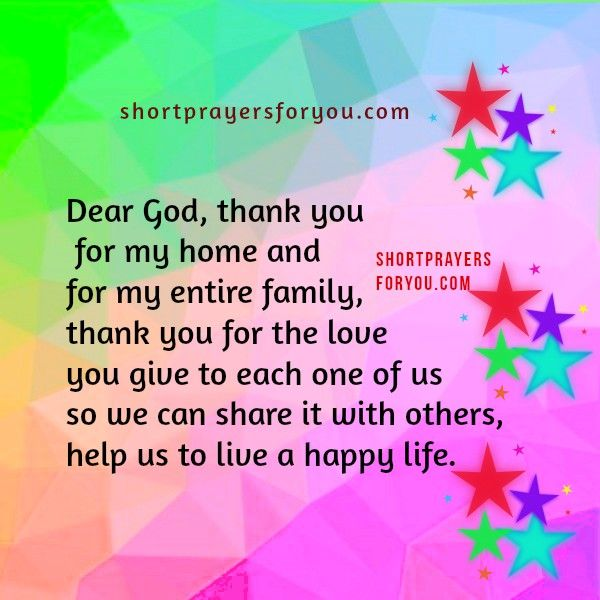 shortprayersforyou.com
Dear God, thank you
for my home and
for my entire family,
SHORTPRAYERS
FORYOU.COM
thank you for the love
you give to each one of us
so we can share it with others,
help us to live a happy life.